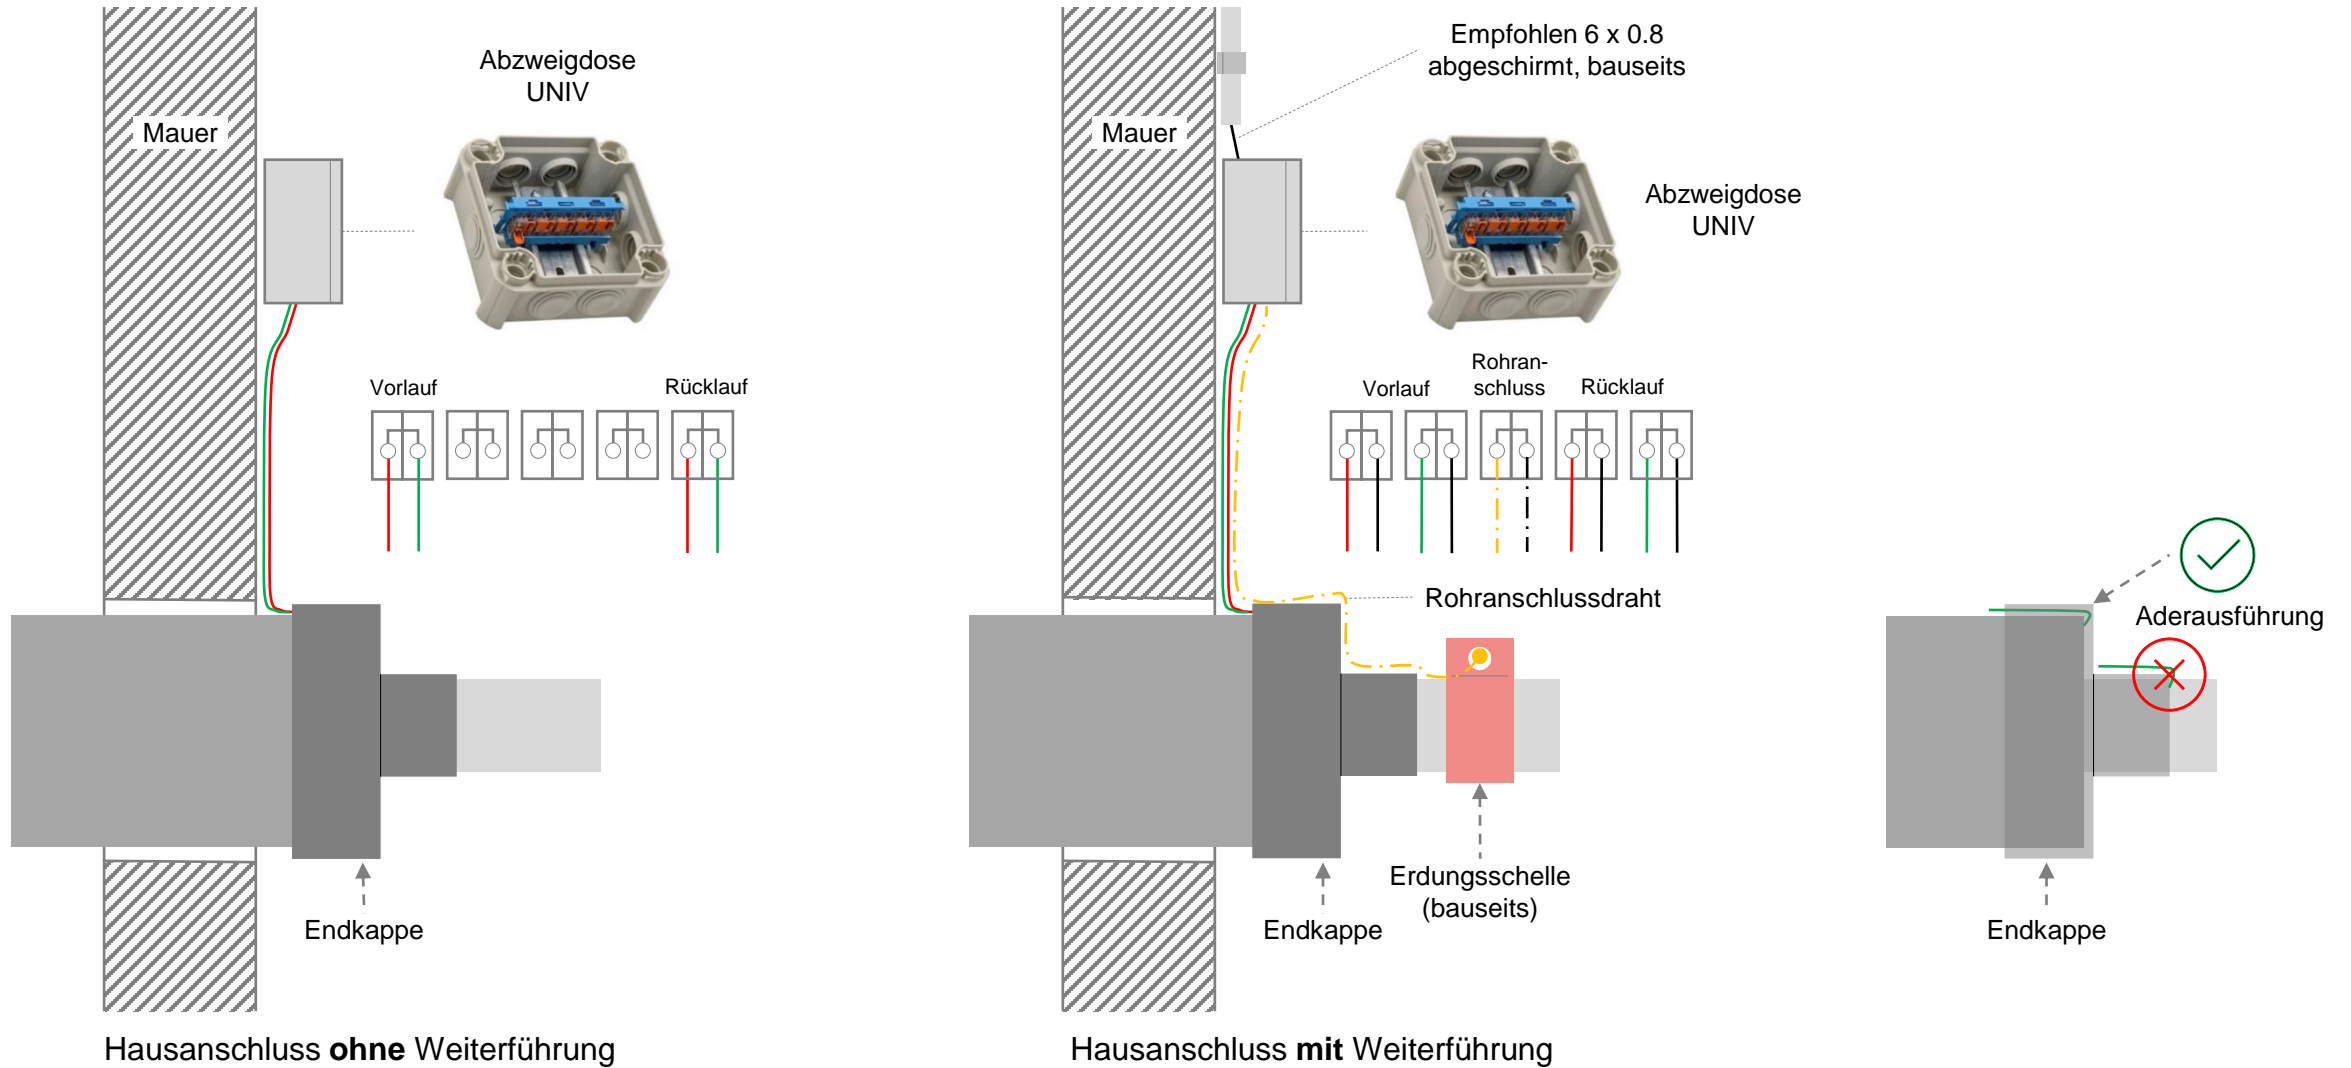 Abzweigdose
UNIV
Mauer
Vorlauf
Rücklauf
Endkappe
Hausanschluss ohne Weiterführung
Empfohlen 6 x 0.8
abgeschirmt, bauseits
Mauer
Abzweigdose
UNIV
Vorlauf
Rohran-
schluss
Rücklauf
Rohranschlussdraht
Erdungsschelle
(bauseits)
Endkappe
Hausanschluss mit Weiterführung
Aderausführung
Endkappe